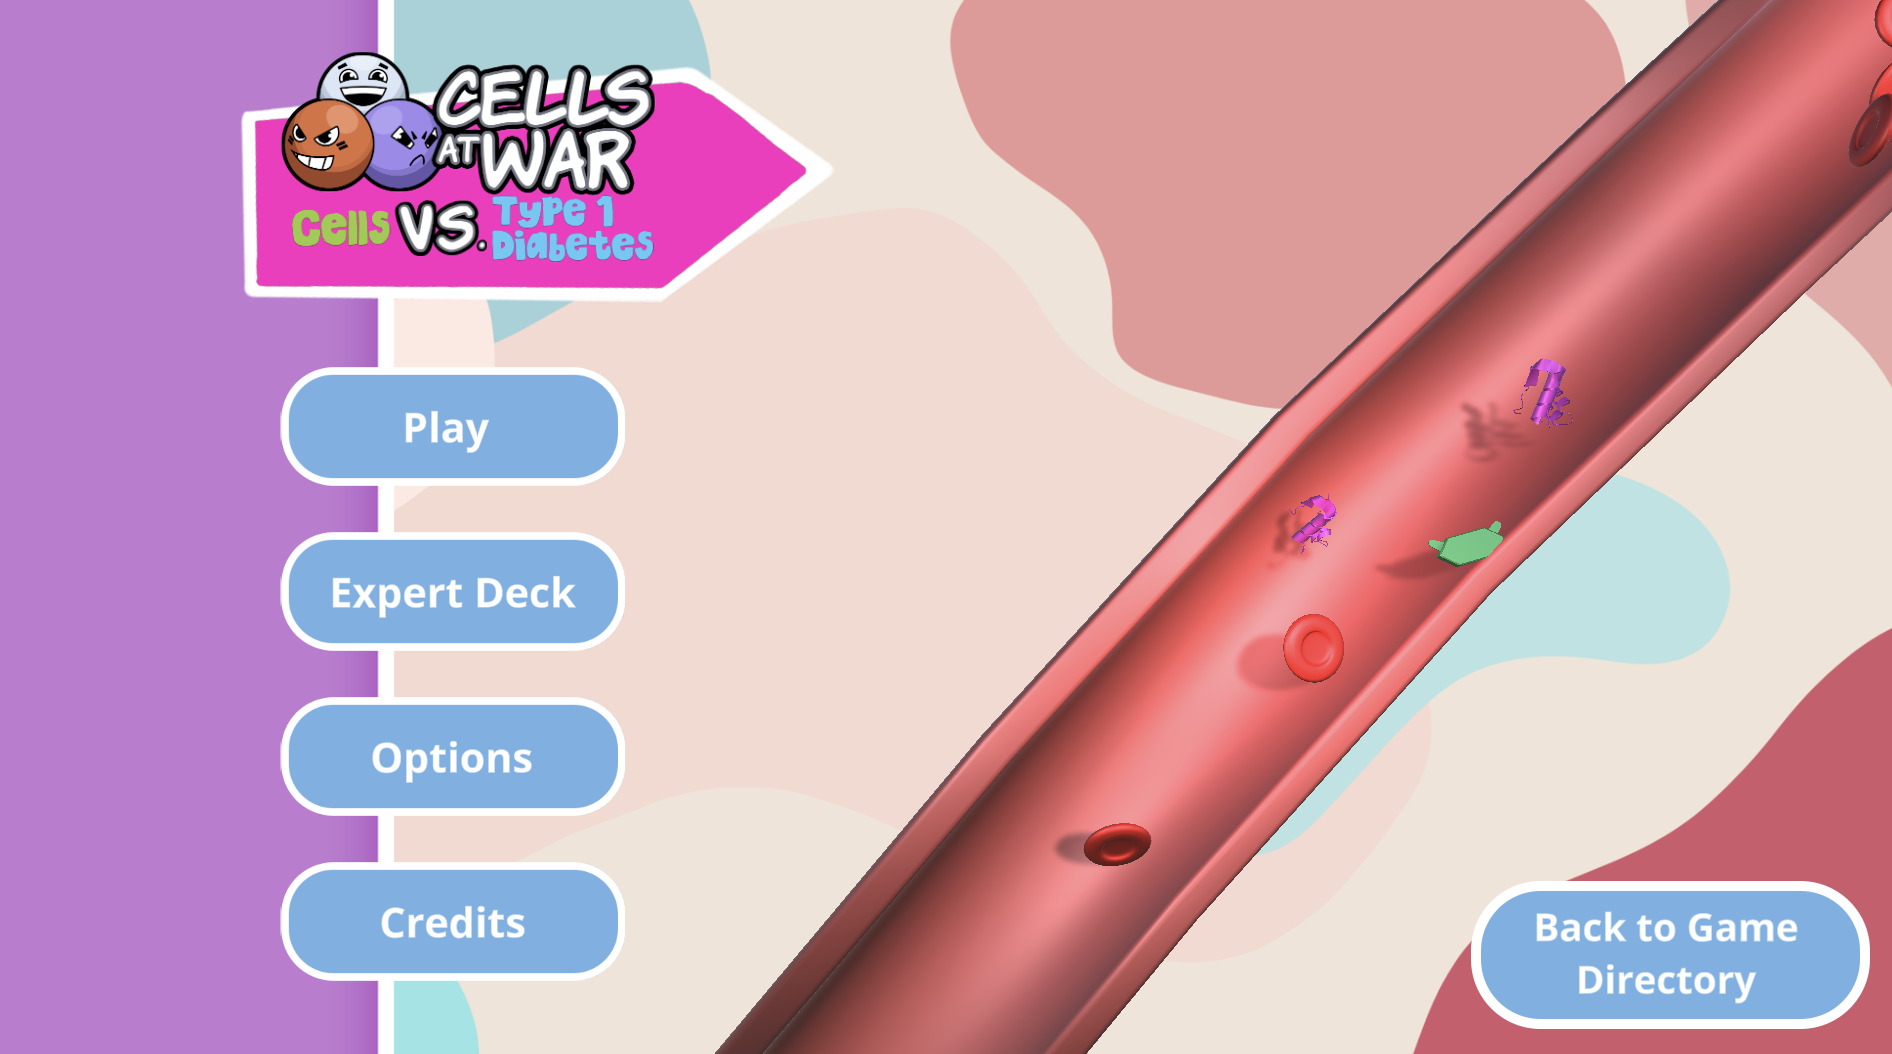 CELLS
AT WAR
Cells VS. Type 1
Diabetes
Play
Expert Deck
Options
Credits
Back to Game
Directory